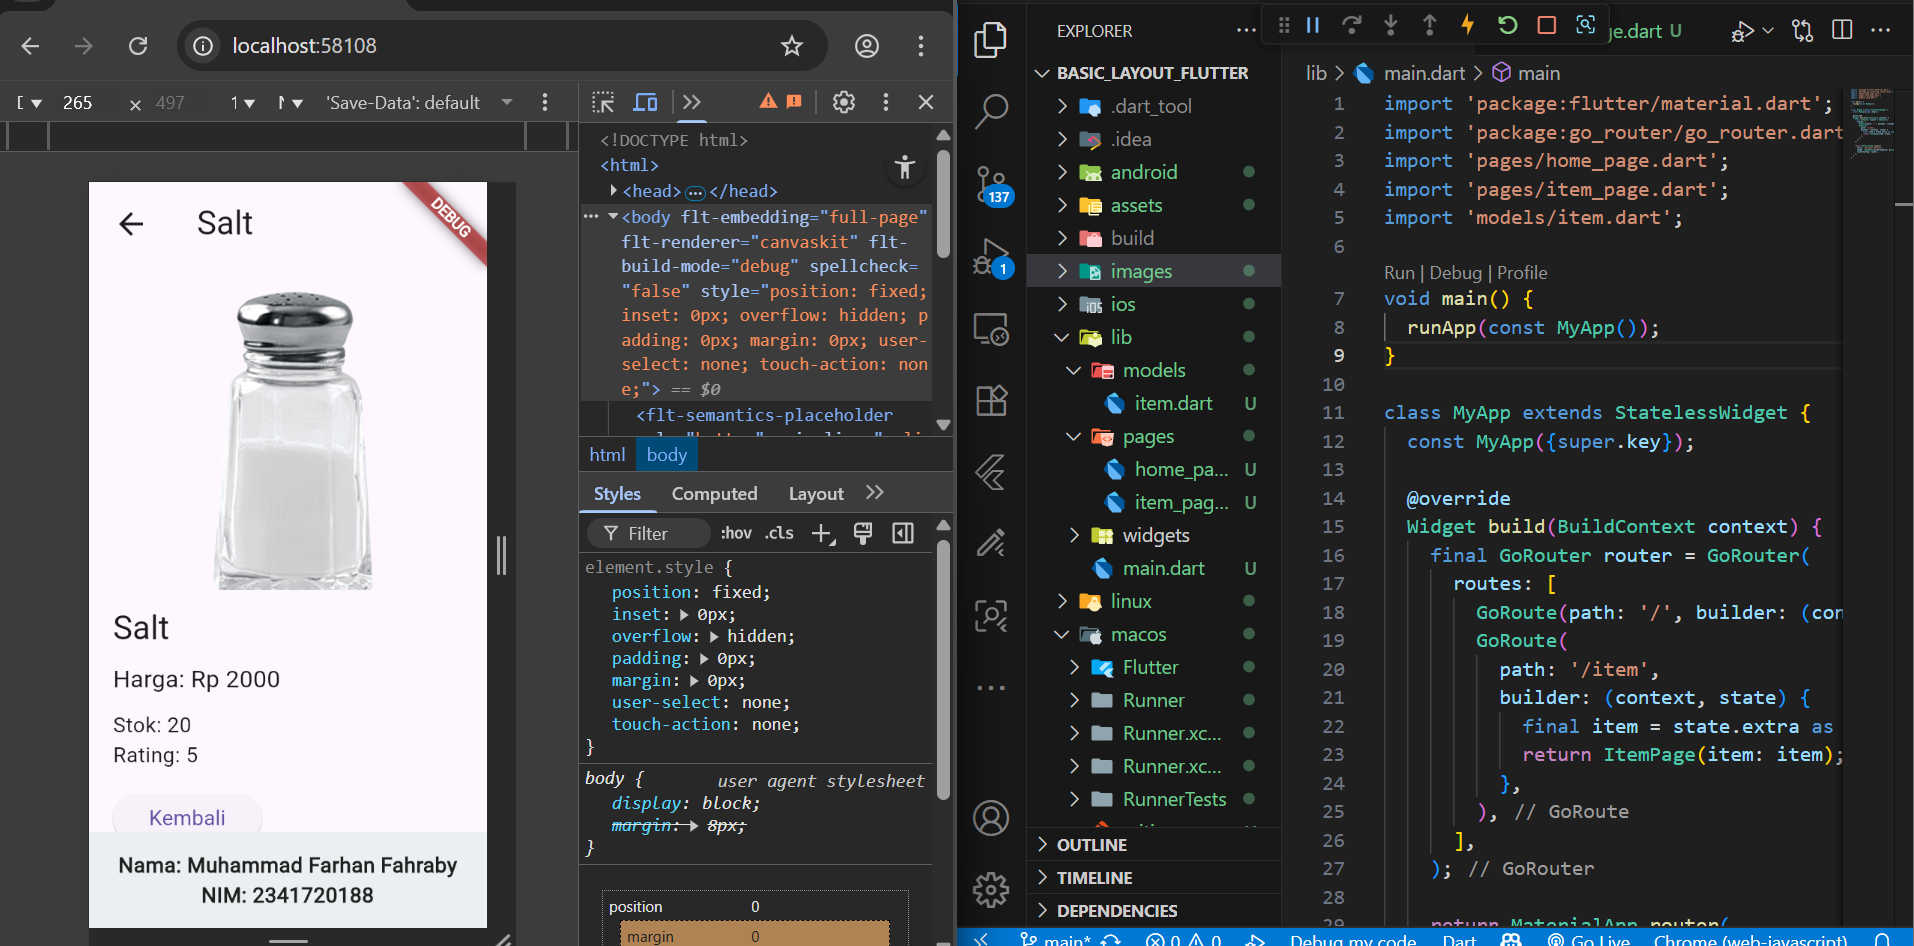 localhost:58108
265 × 497 1 'Save-Data': default
Salt
DEBUG
Salt
Harga: Rp 2000
Stok: 20
Rating: 5
Kembali
Nama: Muhammad Farhan Fahraby
NIM: 2341720188
<!DOCTYPE html>
<html>
<head> ⋯ </head>
<body flt-embedding="full-page"
flt-renderer="canvaskit" flt-
build-mode="debug" spellcheck=
"false" style="position: fixed;
inset: 0px; overflow: hidden; p
adding: 0px; margin: 0px; user-
select: none; touch-action: non
e;"> == $0
<flt-semantics-placeholder
html body
Styles Computed Layout
Filter :hov .cls
element.style {
position: fixed;
inset: 0px;
overflow: hidden;
padding: 0px;
margin: 0px;
user-select: none;
touch-action: none;
}
body { user agent stylesheet
display: block;
margin: 8px;
}
position 0
margin 0
EXPLORER
BASIC_LAYOUT_FLUTTER
.dart_tool
.idea
android
assets
build
images
ios
lib
models
item.dart U
pages
home_pa... U
item_pag... U
widgets
main.dart U
linux
macos
Flutter
Runner
Runner.xc...
Runner.xc...
RunnerTests
OUTLINE
TIMELINE
DEPENDENCIES
137
1
ge.dart U
lib > main.dart > main
1 import 'package:flutter/material.dart';
2 import 'package:go_router/go_router.dart
3 import 'pages/home_page.dart';
4 import 'pages/item_page.dart';
5 import 'models/item.dart';
6
Run | Debug | Profile
7 void main() {
8 runApp(const MyApp());
9 }
10
11 class MyApp extends StatelessWidget {
12 const MyApp({super.key});
13
14 @override
15 Widget build(BuildContext context) {
16 final GoRouter router = GoRouter(
17 routes: [
18 GoRoute(path: '/', builder: (con
19 GoRoute(
20 path: '/item',
21 builder: (context, state) {
22 final item = state.extra as
23 return ItemPage(item: item);
24 },
25 ), // GoRoute
26 ],
27 ); // GoRouter
28
29 return MaterialApp.router(
main* 0 0 Debug my code Dart Go Live Chrome (web-javascript)